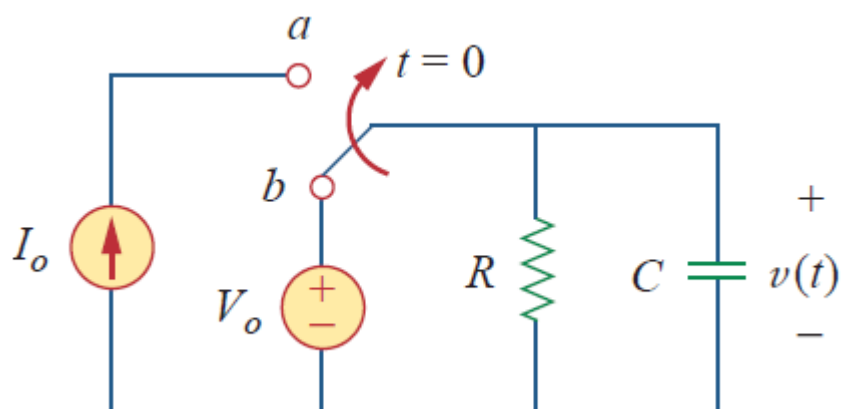 a
t = 0
b
I_o
V_o
+
−
R
C
+
v(t)
−